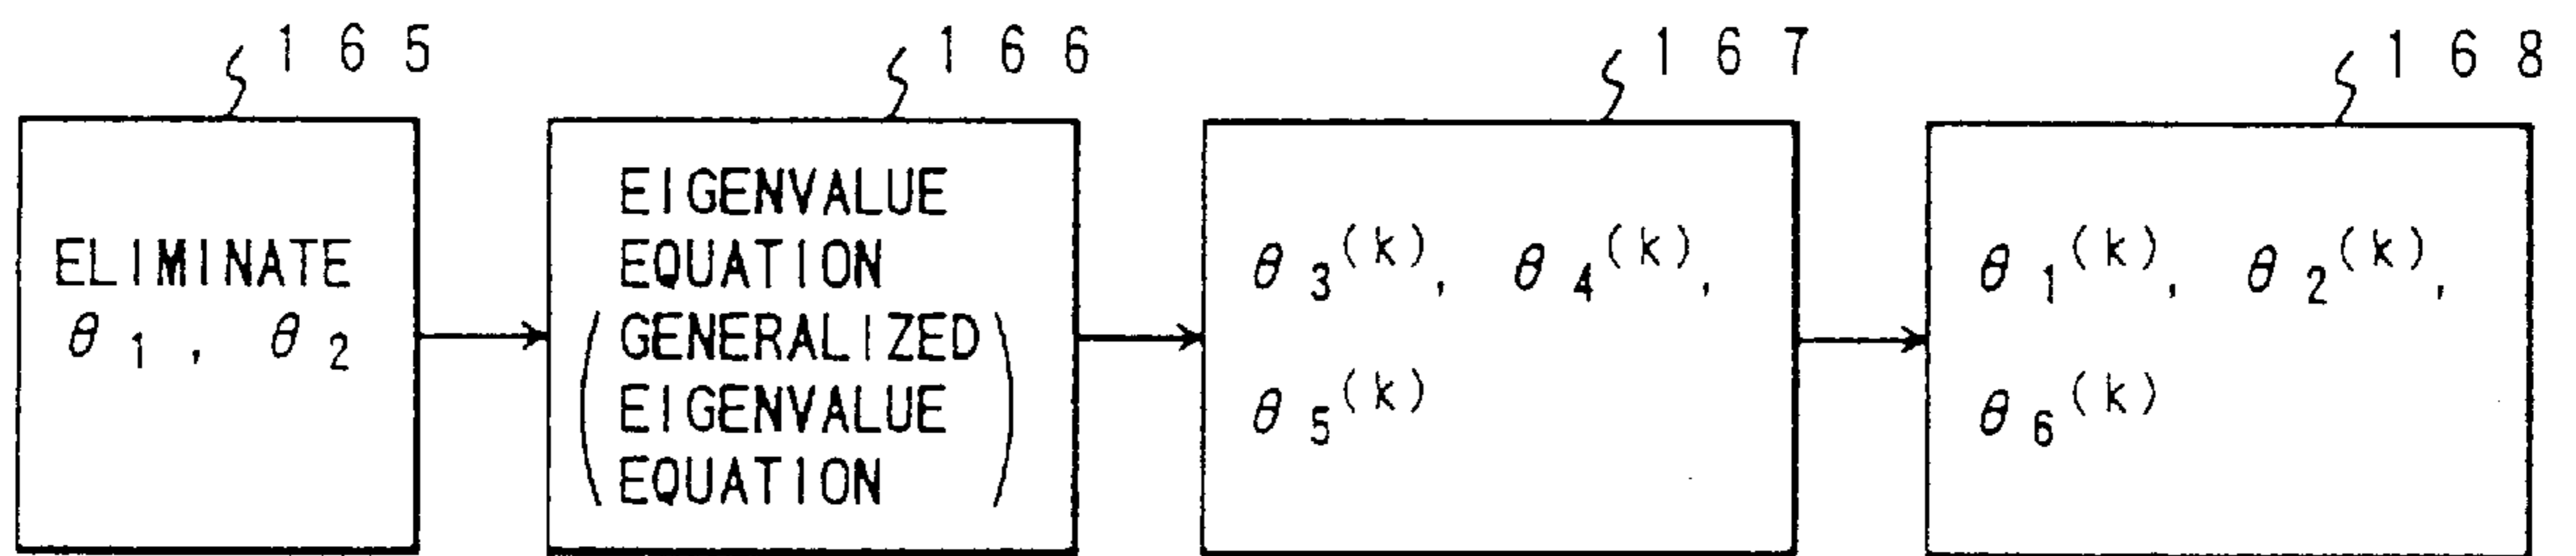 165
166
167
168
ELIMINATE
θ1, θ2
EIGENVALUE
EQUATION
(GENERALIZED
EIGENVALUE
EQUATION)
θ3(k), θ4(k),
θ5(k)
θ1(k), θ2(k),
θ6(k)